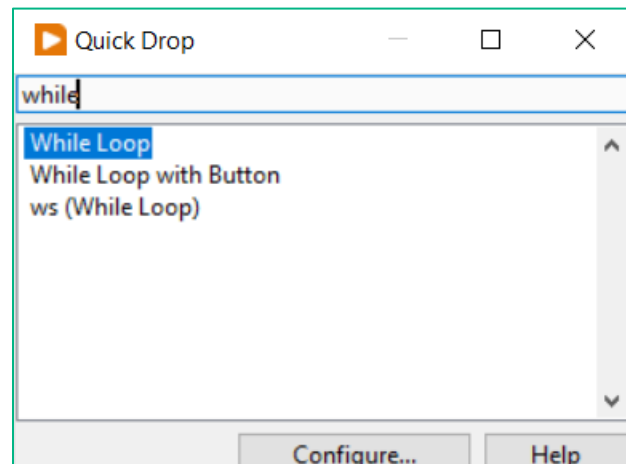 Quick Drop
while
While Loop
While Loop with Button
ws (While Loop)
Configure... Help